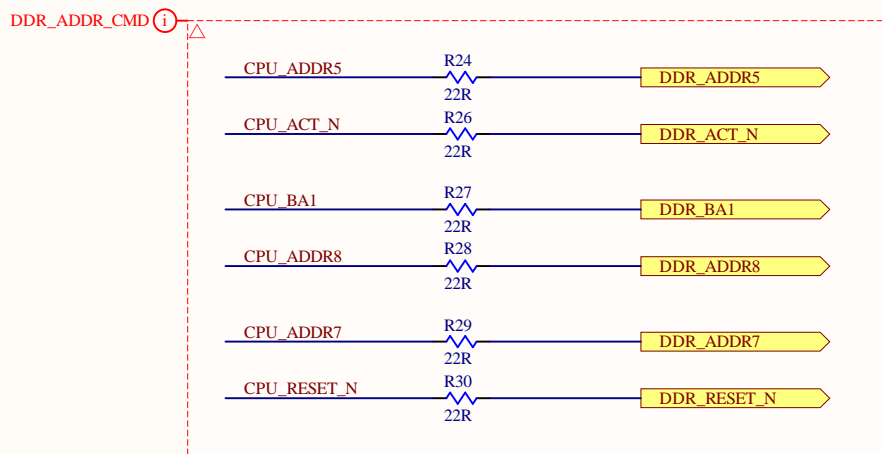 DDR_ADDR_CMD i
R24
CPU_ADDR5 DDR_ADDR5
22R
R26
CPU_ACT_N DDR_ACT_N
22R
R27
CPU_BA1 DDR_BA1
22R
R28
CPU_ADDR8 DDR_ADDR8
22R
R29
CPU_ADDR7 DDR_ADDR7
22R
R30
CPU_RESET_N DDR_RESET_N
22R